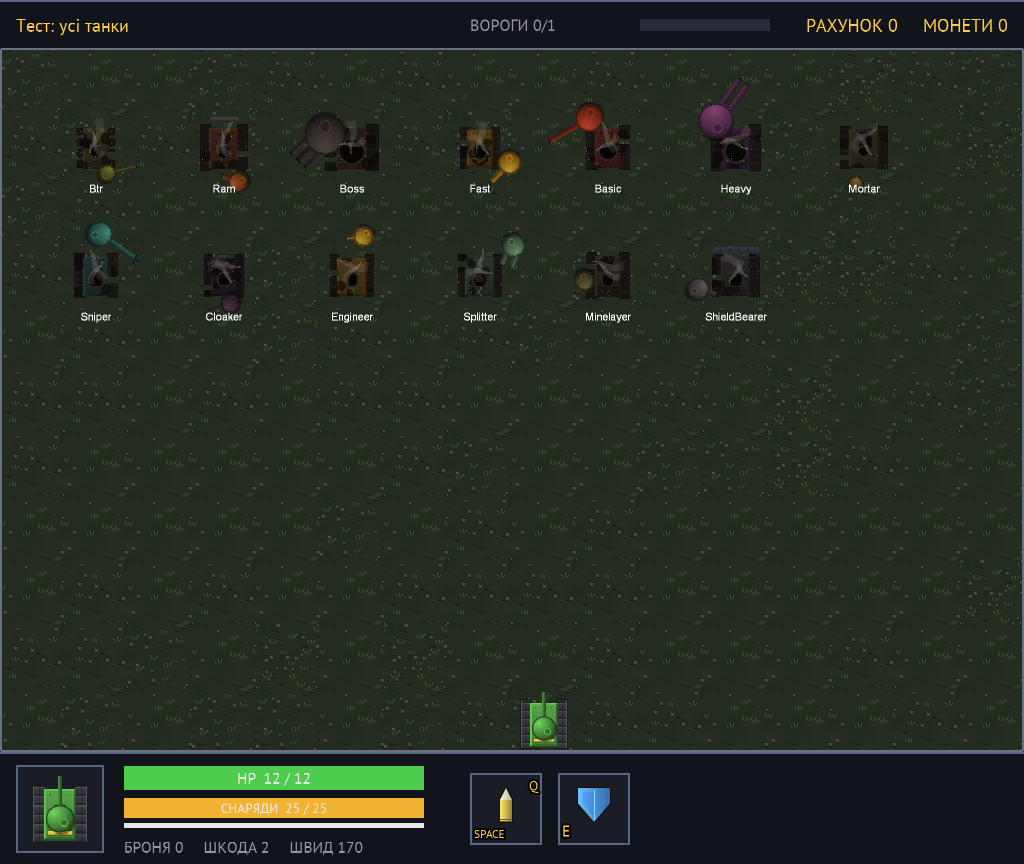 Тест: усі танки
ВОРОГИ 0/1
РАХУНОК 0
МОНЕТИ 0
Btr
Ram
Boss
Fast
Basic
Heavy
Mortar
Sniper
Cloaker
Engineer
Splitter
Minelayer
ShieldBearer
HP 12 / 12
СНАРЯДИ 25 / 25
БРОНЯ 0
ШКОДА 2
ШВИД 170
Q
SPACE
E